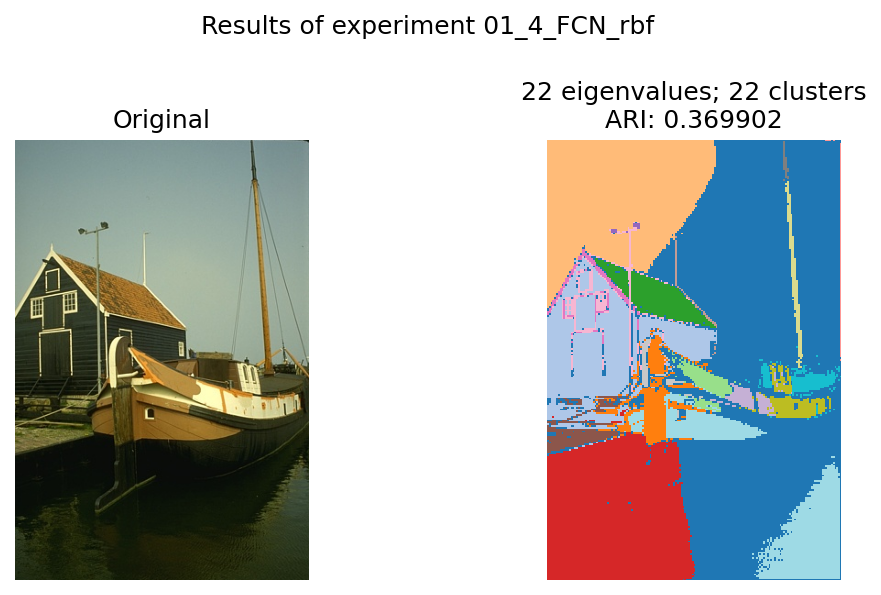 Results of experiment 01_4_FCN_rbf
Original
22 eigenvalues; 22 clusters
ARI: 0.369902